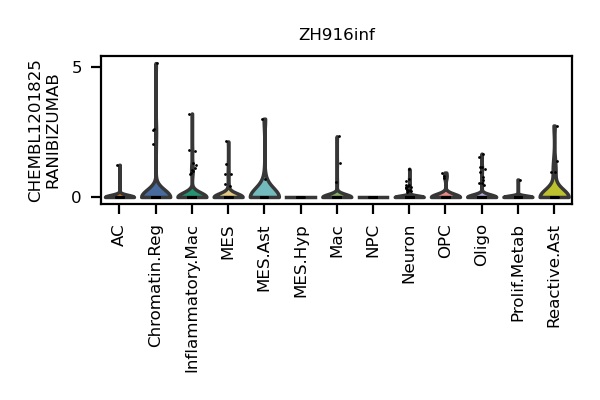 ZH916inf
CHEMBL1201825
RANIBIZUMAB
5
0
AC
Chromatin.Reg
Inflammatory.Mac
MES
MES.Ast
MES.Hyp
Mac
NPC
Neuron
OPC
Oligo
Prolif.Metab
Reactive.Ast